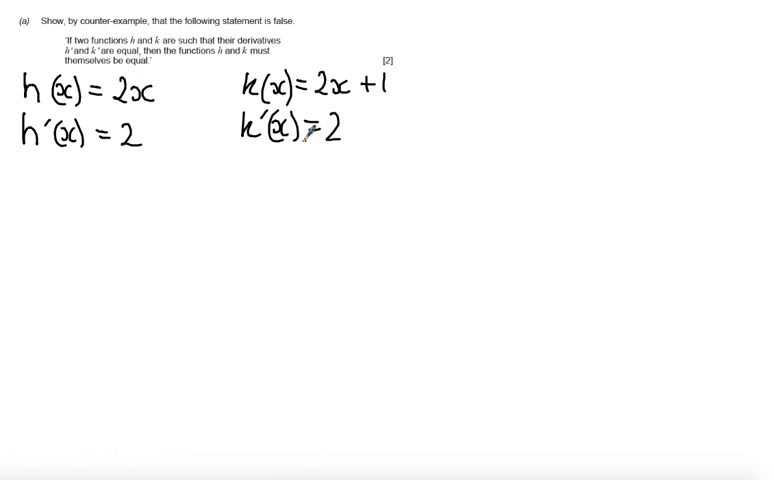 (a) Show, by counter-example, that the following statement is false.
'If two functions h and k are such that their derivatives
h' and k' are equal, then the functions h and k must
themselves be equal.'
[2]
h(x) = 2x
k(x) = 2x + 1
h'(x) = 2
k'(x) = 2